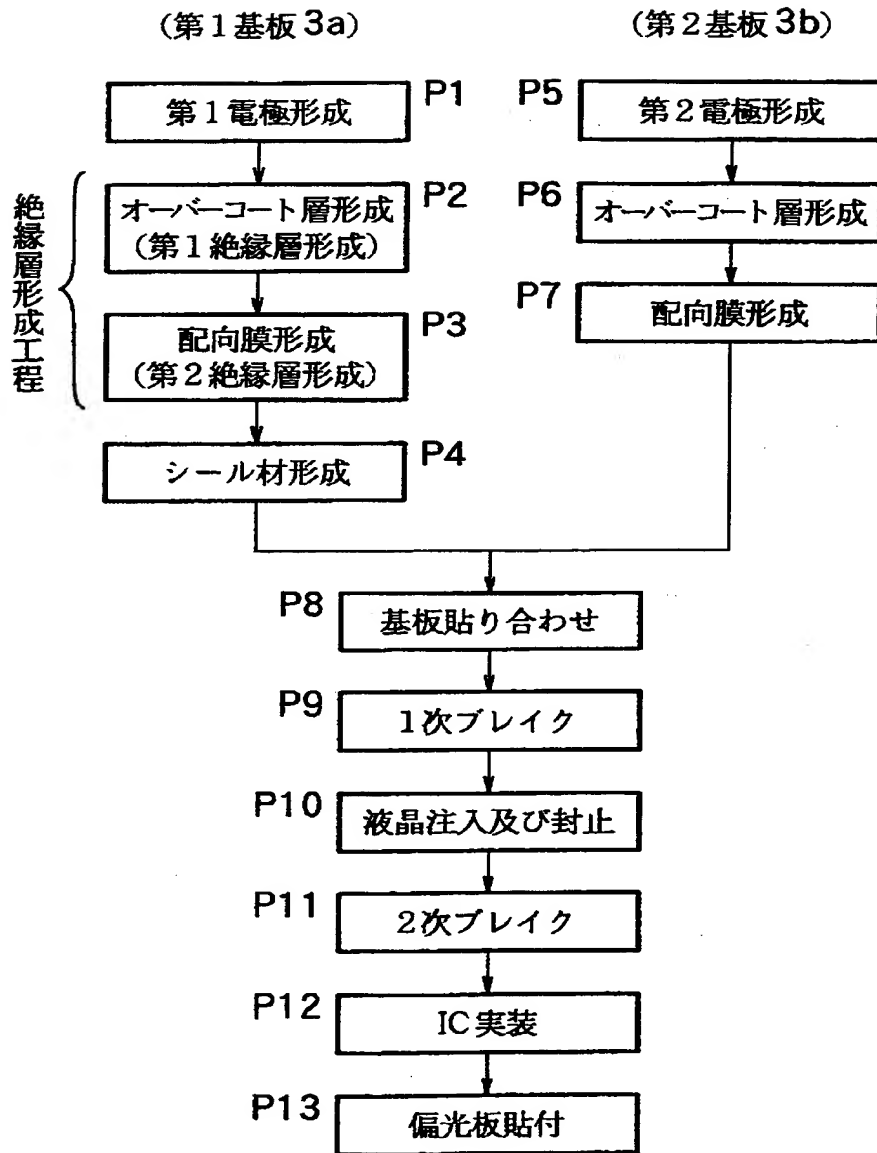 (第1基板3a)
第1電極形成 P1
オーバーコート層形成 P2
(第1絶縁層形成)
配向膜形成 P3
(第2絶縁層形成)
絶縁層形成工程
シール材形成 P4
(第2基板3b)
P5 第2電極形成
P6 オーバーコート層形成
P7 配向膜形成
P8 基板貼り合わせ
P9 1次ブレイク
P10 液晶注入及び封止
P11 2次ブレイク
P12 IC実装
P13 偏光板貼付